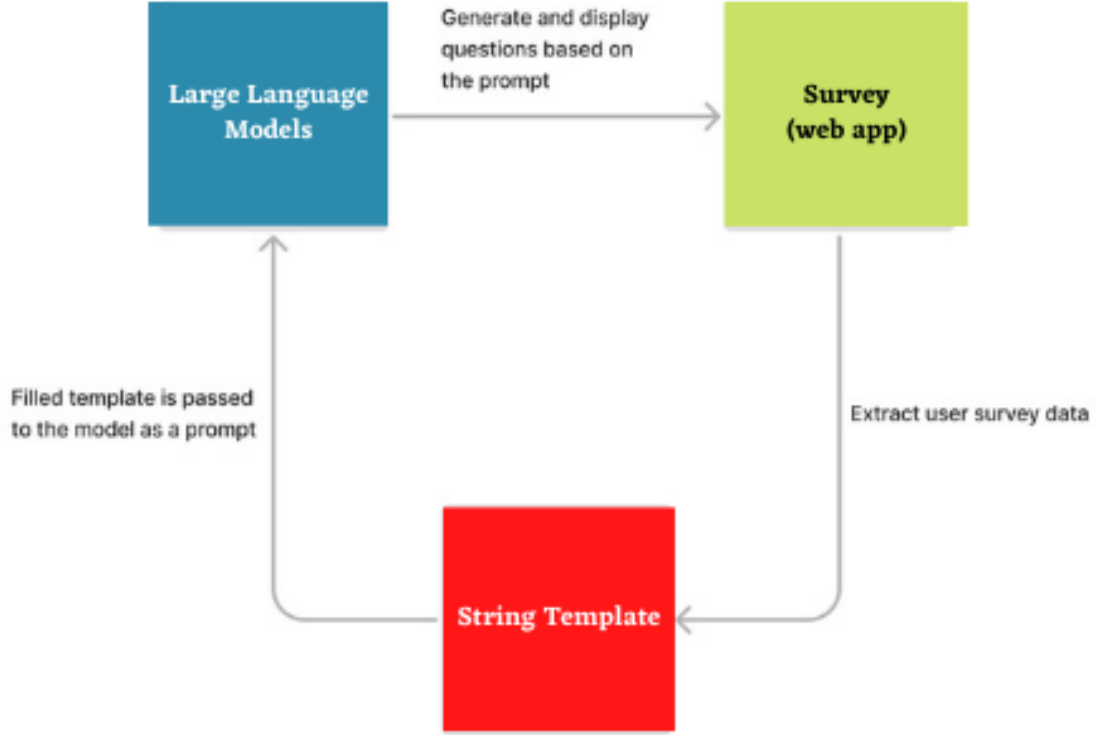 Generate and display
questions based on
the prompt
Large Language
Models
Survey
(web app)
Filled template is passed
to the model as a prompt
Extract user survey data
String Template